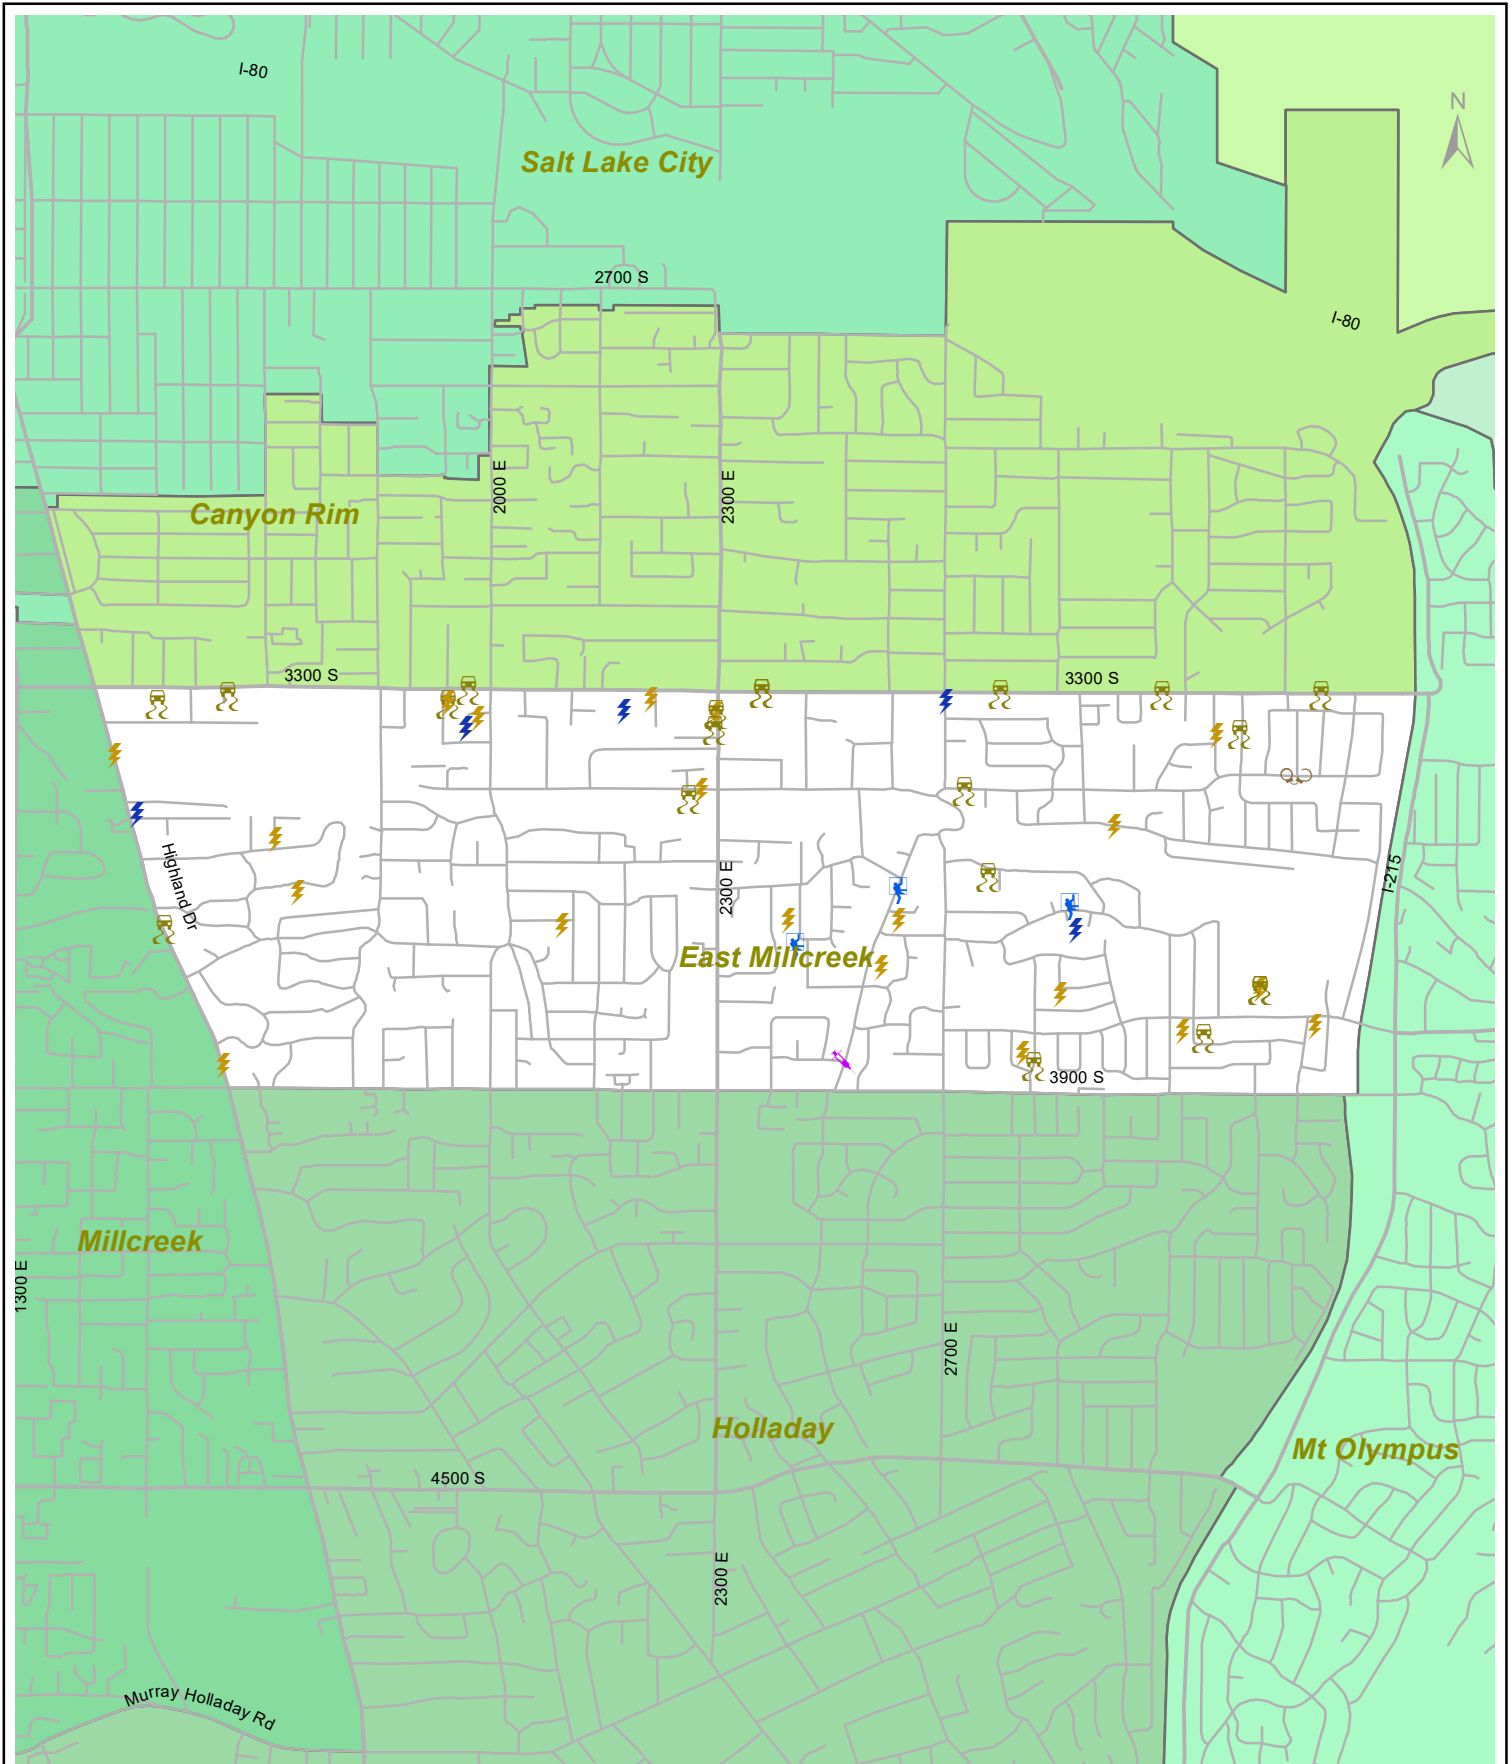 I-80
N
Salt Lake City
2700 S
I-80
2000 E
2300 E
Canyon Rim
3300 S
3300 S
Highland Dr
2300 E
I-215
East Millcreek
3900 S
Millcreek
1300 E
2700 E
Holladay
Mt Olympus
4500 S
2300 E
Murray Holladay Rd